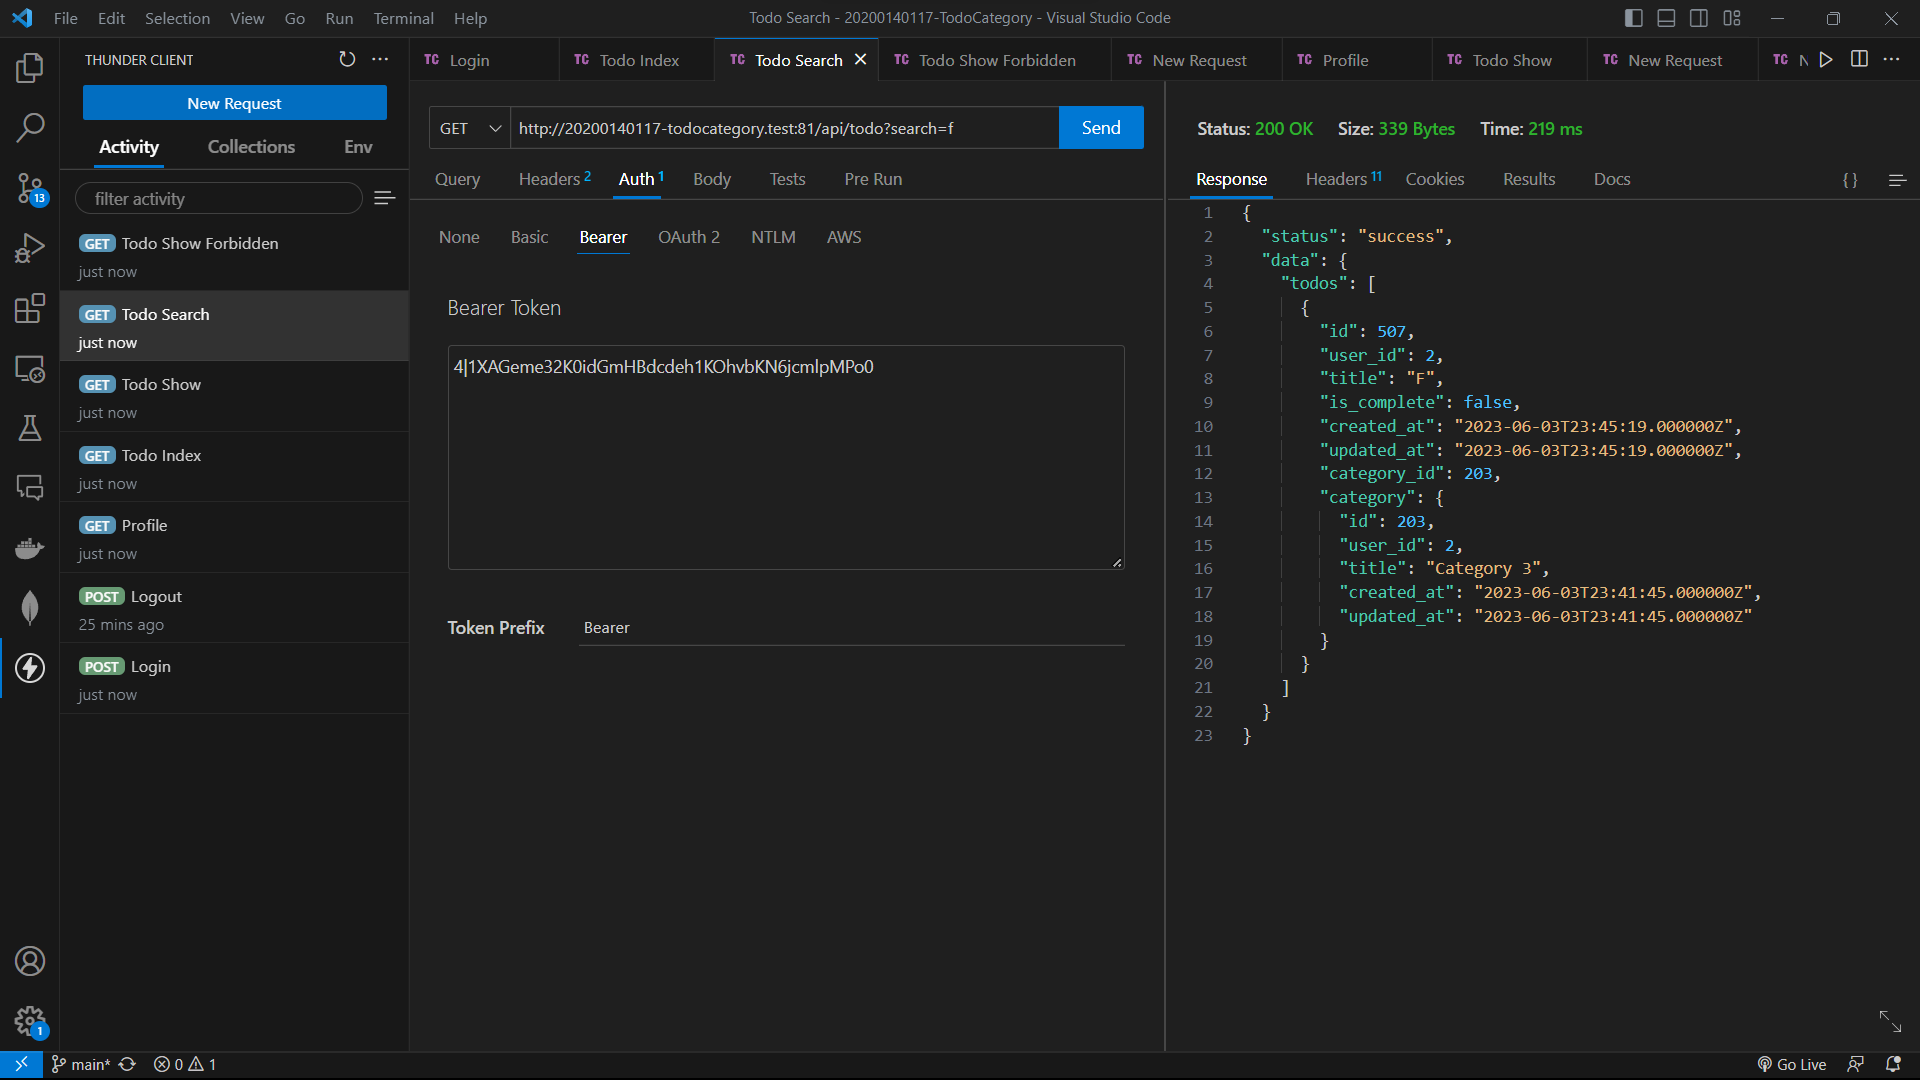 File Edit Selection View Go Run Terminal Help
Todo Search - 20200140117-TodoCategory - Visual Studio Code
THUNDER CLIENT
New Request
Activity Collections Env
filter activity
GET Todo Show Forbidden
just now
GET Todo Search
just now
GET Todo Show
just now
GET Todo Index
just now
GET Profile
just now
POST Logout
25 mins ago
POST Login
just now
13
1
TC Login TC Todo Index TC Todo Search TC Todo Show Forbidden TC New Request TC Profile TC Todo Show TC New Request TC N
GET http://20200140117-todocategory.test:81/api/todo?search=f Send
Query Headers 2 Auth 1 Body Tests Pre Run
None Basic Bearer OAuth 2 NTLM AWS
Bearer Token
4|1XAGeme32K0idGmHBdcdeh1KOhvbKN6jcmlpMPo0
Token Prefix Bearer
Status: 200 OK Size: 339 Bytes Time: 219 ms
Response Headers 11 Cookies Results Docs { }
1 {
2 "status": "success",
3 "data": {
4 "todos": [
5 {
6 "id": 507,
7 "user_id": 2,
8 "title": "F",
9 "is_complete": false,
10 "created_at": "2023-06-03T23:45:19.000000Z",
11 "updated_at": "2023-06-03T23:45:19.000000Z",
12 "category_id": 203,
13 "category": {
14 "id": 203,
15 "user_id": 2,
16 "title": "Category 3",
17 "created_at": "2023-06-03T23:41:45.000000Z",
18 "updated_at": "2023-06-03T23:41:45.000000Z"
19 }
20 }
21 ]
22 }
23 }
main* 0 1 Go Live